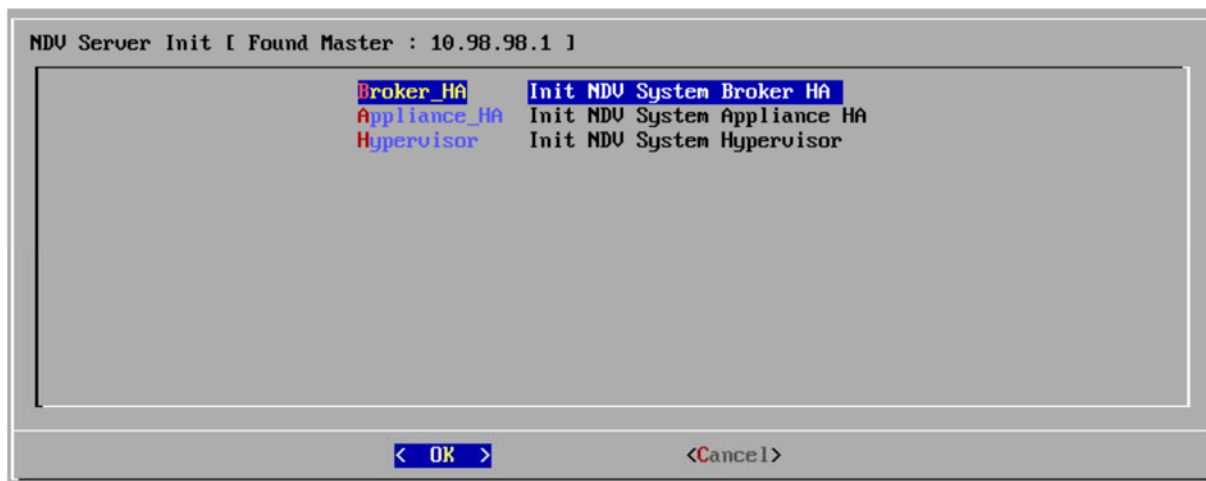 NDV Server Init [ Found Master : 10.98.98.1 ]
Broker_HA Init NDV System Broker HA
Appliance_HA Init NDV System Appliance HA
Hypervisor Init NDV System Hypervisor
< OK > <Cancel>